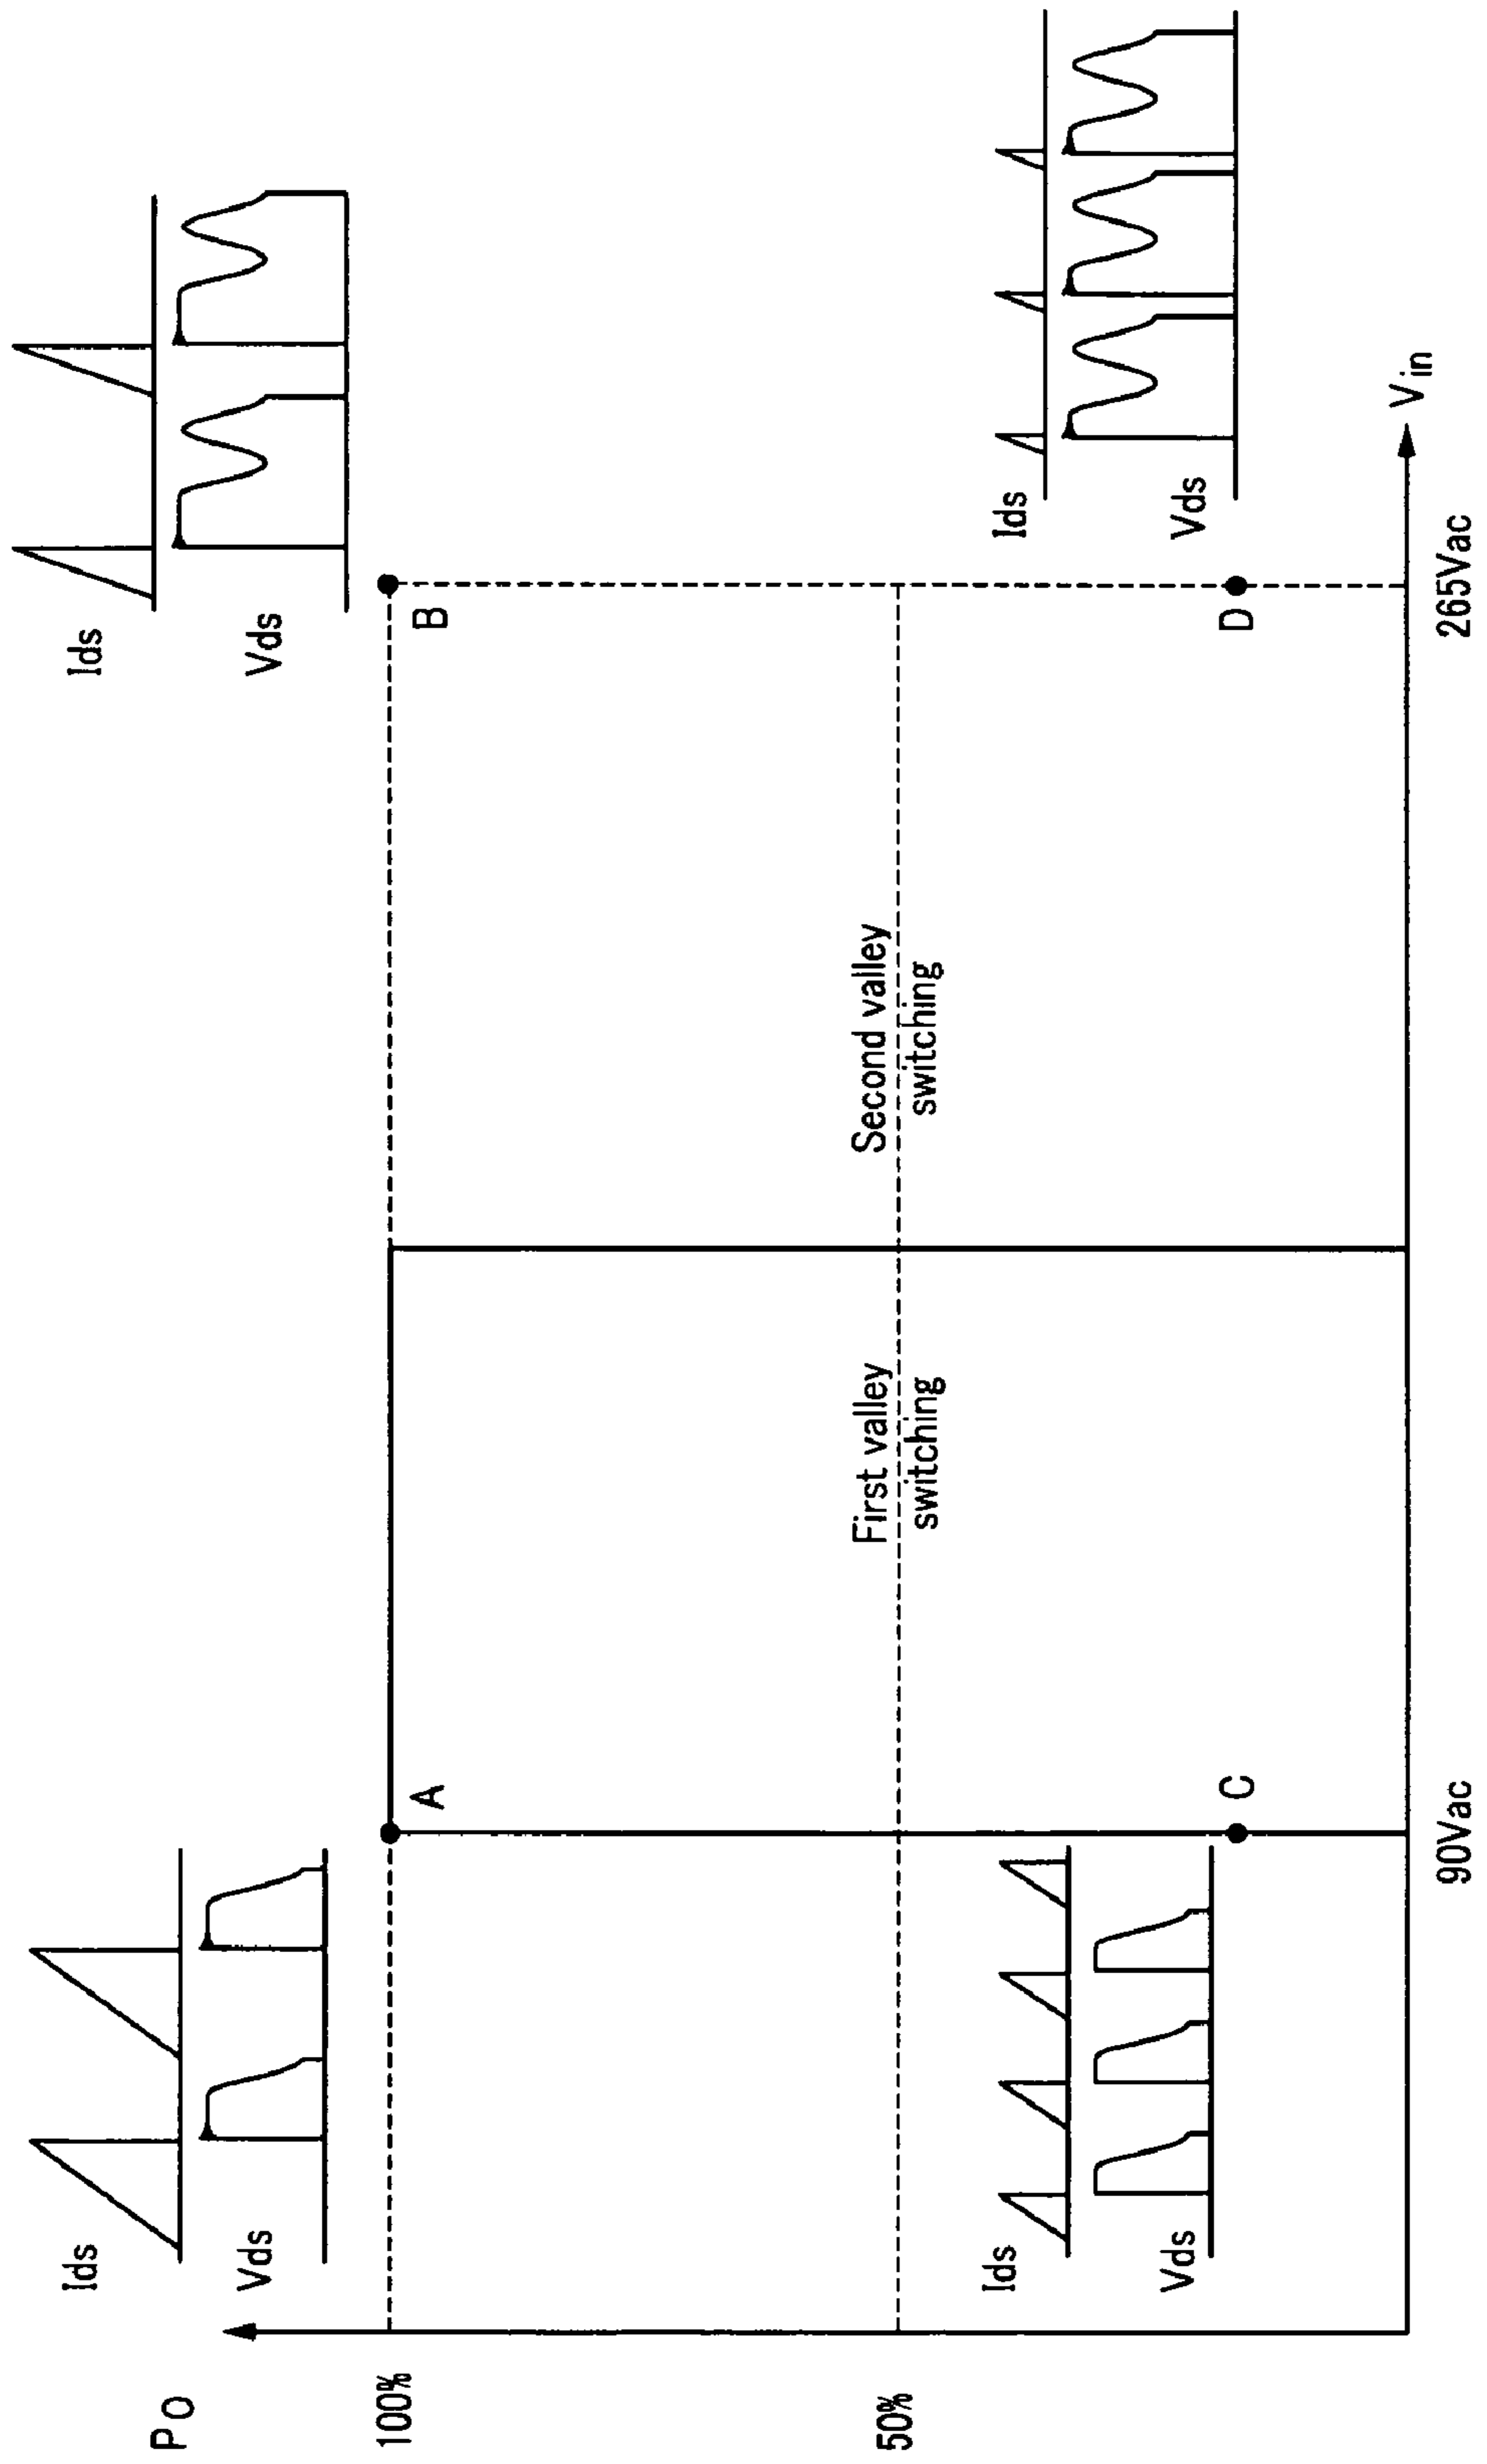 Ids
Vds
Ids
Vds
PO
100%
A
B
50%
First valley
switching
Second valley
switching
Ids
Vds
Ids
Vds
C
D
90Vac
265Vac
Vin